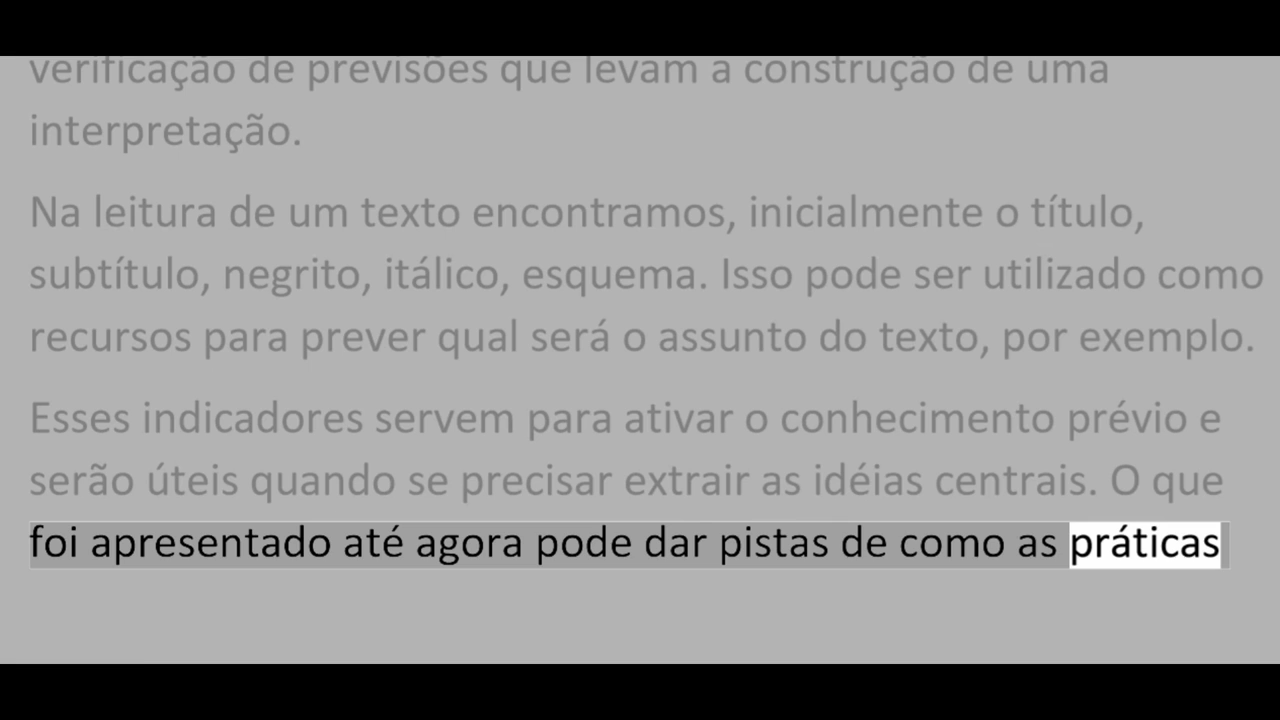 verificação de previsões que levam a construção de uma
interpretação.
Na leitura de um texto encontramos, inicialmente o título,
subtítulo, negrito, itálico, esquema. Isso pode ser utilizado como
recursos para prever qual será o assunto do texto, por exemplo.
Esses indicadores servem para ativar o conhecimento prévio e
serão úteis quando se precisar extrair as idéias centrais. O que
foi apresentado até agora pode dar pistas de como as práticas